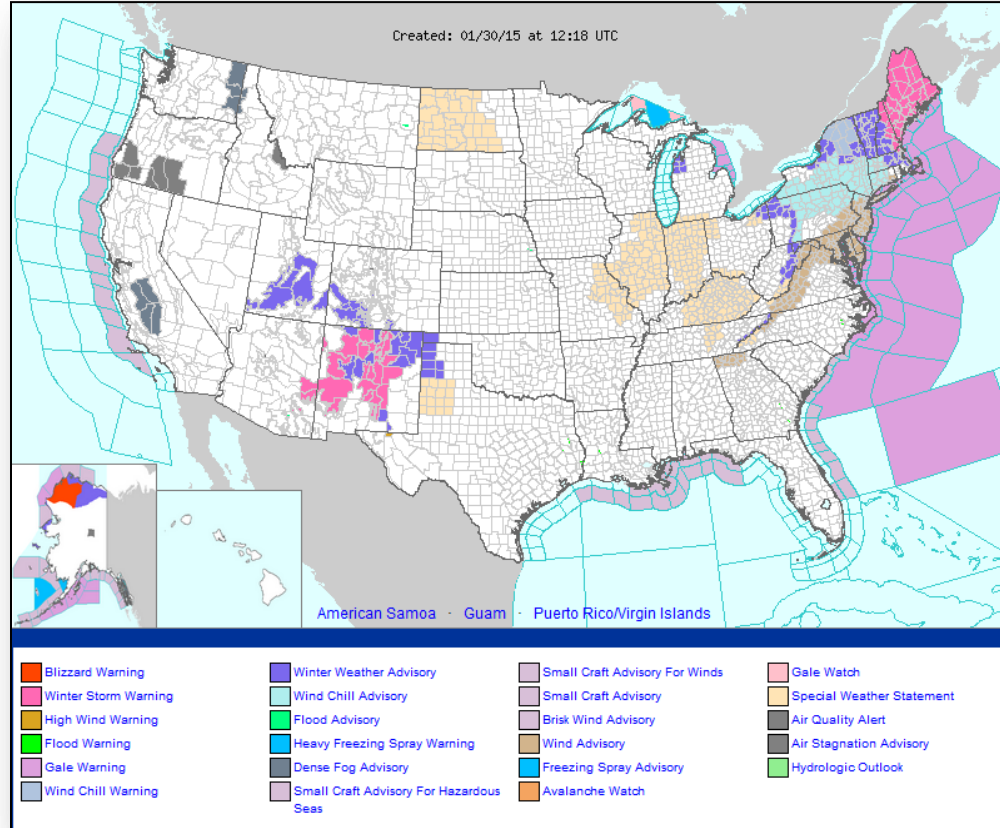 Created: 01/30/15 at 12:18 UTC
American Samoa · Guam · Puerto Rico/Virgin Islands
Blizzard Warning
Winter Storm Warning
High Wind Warning
Flood Warning
Gale Warning
Wind Chill Warning
Winter Weather Advisory
Wind Chill Advisory
Flood Advisory
Heavy Freezing Spray Warning
Dense Fog Advisory
Small Craft Advisory For Hazardous
Seas
Small Craft Advisory For Winds
Small Craft Advisory
Brisk Wind Advisory
Wind Advisory
Freezing Spray Advisory
Avalanche Watch
Gale Watch
Special Weather Statement
Air Quality Alert
Air Stagnation Advisory
Hydrologic Outlook